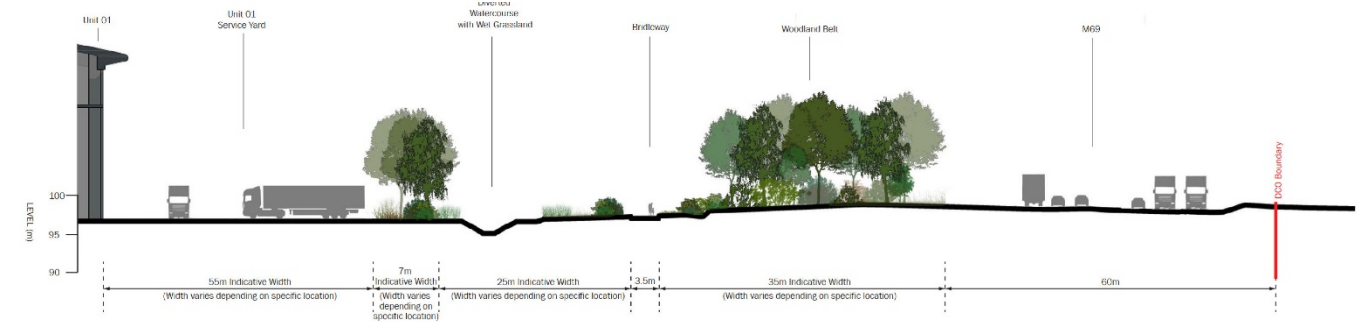 Unit 01
Unit 01
Service Yard
Diverted
Watercourse
with Wet Grassland
Bridleway
Woodland Belt
M69
DCO Boundary
LEVEL (m)
100
95
90
55m Indicative Width
(Width varies depending on specific location)
7m
Indicative Width
(Width varies
depending on
specific location)
25m Indicative Width
(Width varies depending on specific location)
3.5m
35m Indicative Width
(Width varies depending on specific location)
60m